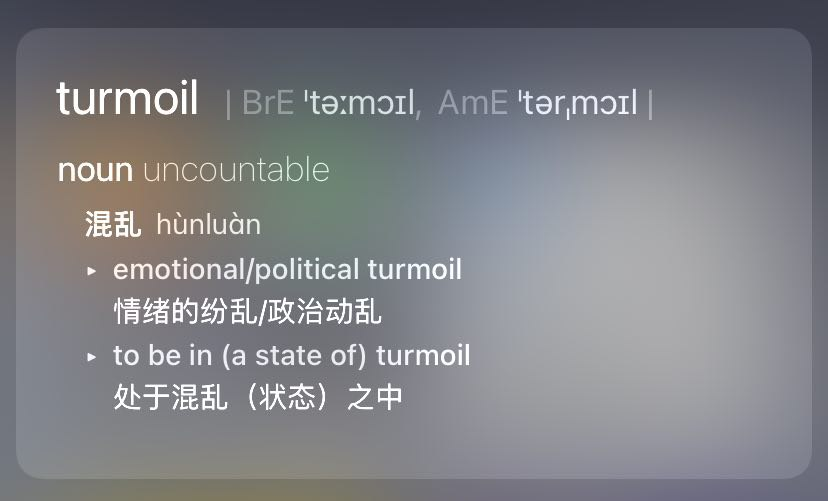 turmoil | BrE ˈtəːmɔɪl, AmE ˈtərˌmɔɪl |
noun uncountable
混乱 hùnluàn
▸ emotional/political turmoil
情绪的纷乱/政治动乱
▸ to be in (a state of) turmoil
处于混乱（状态）之中